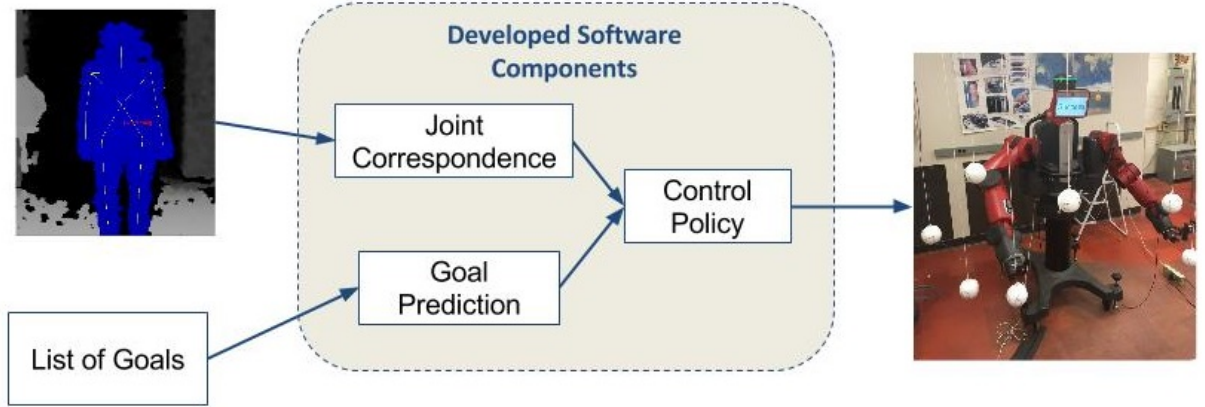 Developed Software
Components
Joint
Correspondence
Control
Policy
Goal
Prediction
List of Goals